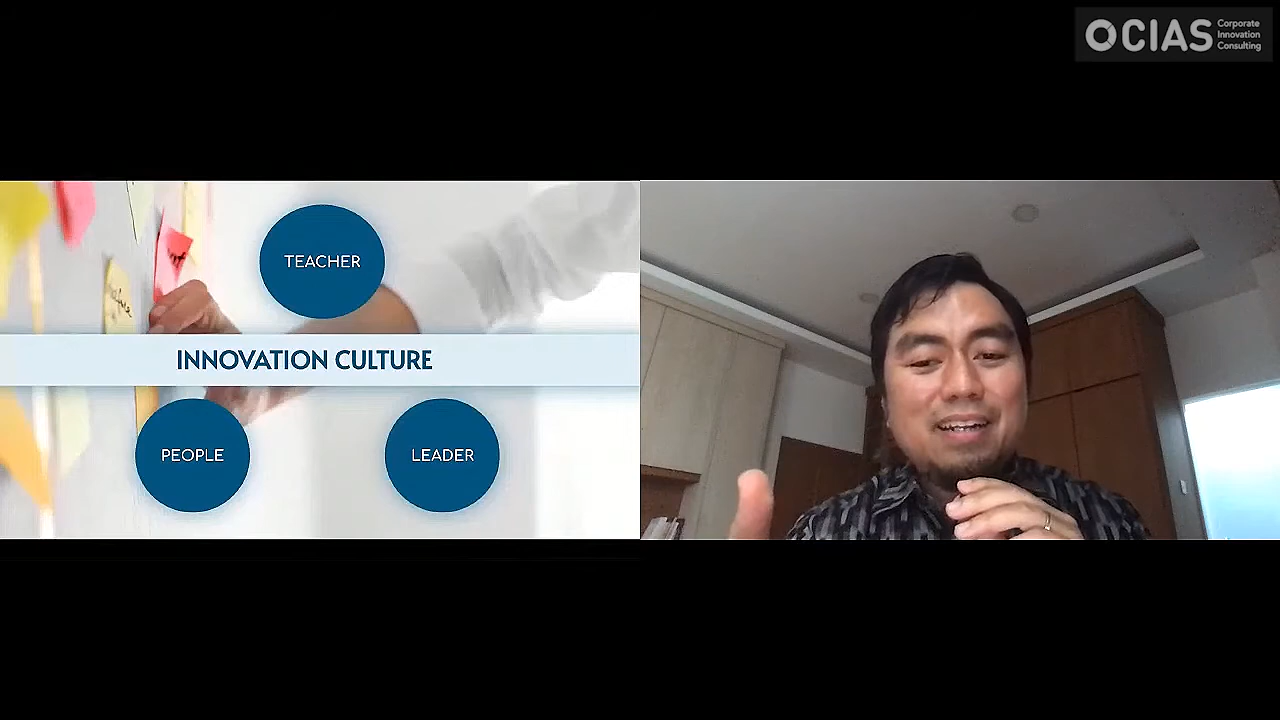 OCIAS
Corporate
Innovation
Consulting
TEACHER
INNOVATION CULTURE
PEOPLE
LEADER